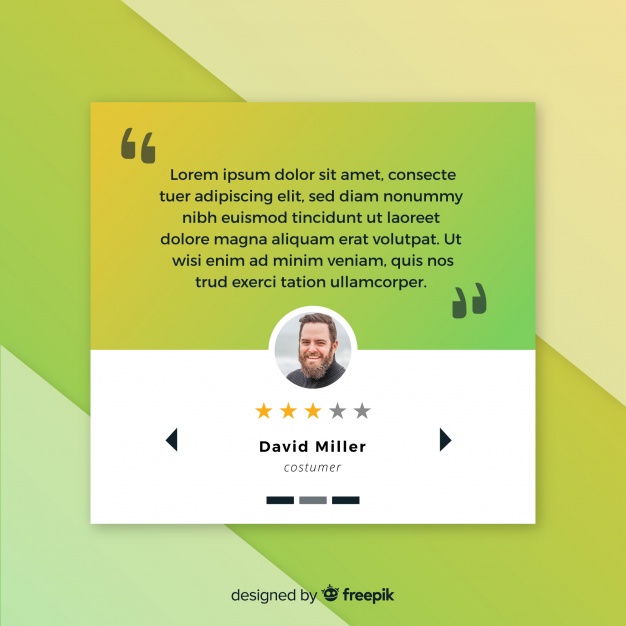 Lorem ipsum dolor sit amet, consecte
tuer adipiscing elit, sed diam nonummy
nibh euismod tincidunt ut laoreet
dolore magna aliquam erat volutpat. Ut
wisi enim ad minim veniam, quis nos
trud exerci tation ullamcorper.
David Miller
costumer
designed by freepik